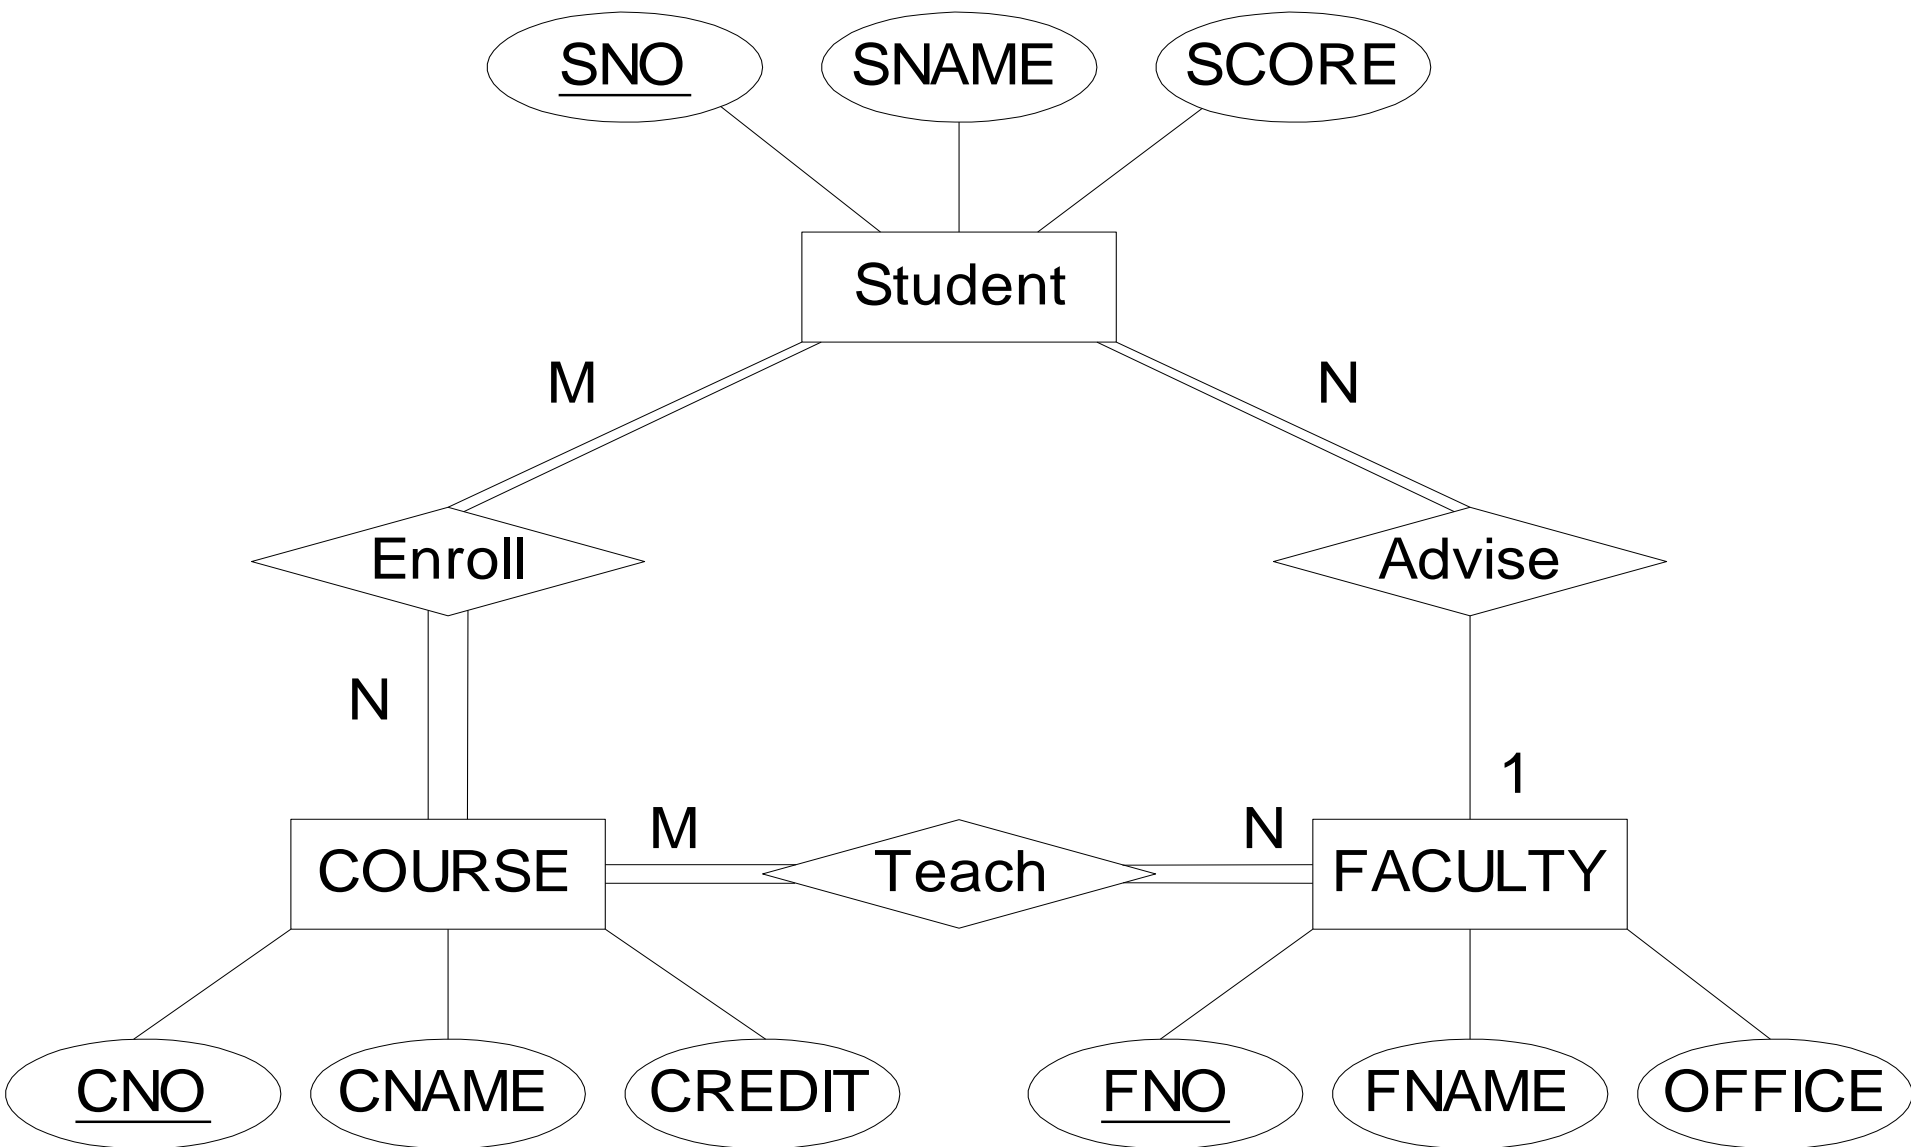 SNO
SNAME
SCORE
Student
M
N
Enroll
Advise
N
1
M
N
COURSE
Teach
FACULTY
CNO
CNAME
CREDIT
FNO
FNAME
OFFICE